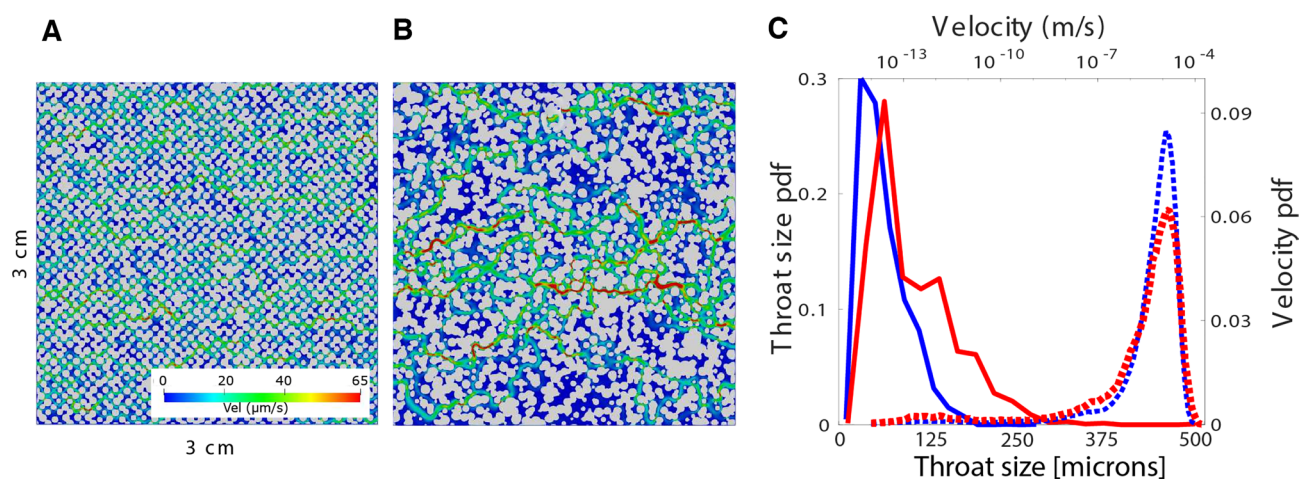 A
B
C
3 cm
3 cm
0 20 40 65
Vel (μm/s)
Velocity (m/s)
10^-13 10^-10 10^-7 10^-4
Throat size pdf
0.3
0.2
0.1
0
0.09
0.06
0.03
0
Velocity pdf
0 125 250 375 500
Throat size [microns]